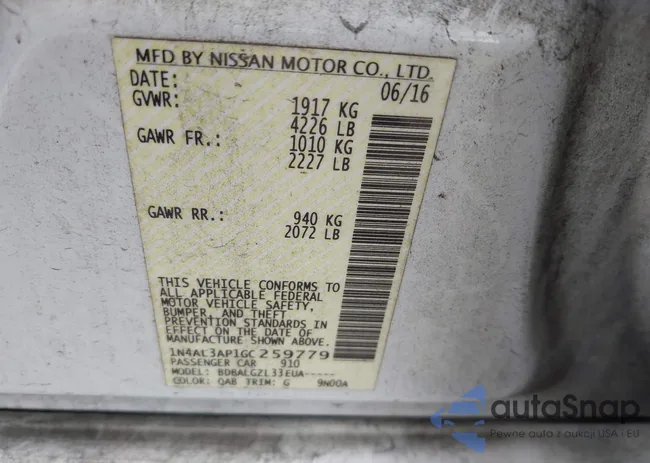 MFD BY NISSAN MOTOR CO., LTD.
DATE: 06/16
GVWR: 1917 KG
4226 LB
GAWR FR.: 1010 KG
2227 LB
GAWR RR.: 940 KG
2072 LB
THIS VEHICLE CONFORMS TO
ALL APPLICABLE FEDERAL
MOTOR VEHICLE SAFETY,
BUMPER, AND THEFT
PREVENTION STANDARDS IN
EFFECT ON THE DATE OF
MANUFACTURE SHOWN ABOVE.
1N4AL3AP1GC259779
PASSENGER CAR 910
MODEL: BDBALGZL33EUA-----
COLOR: QAB TRIM: G 9N00A
autoSnap
Pewne auto z aukcji USA i EU